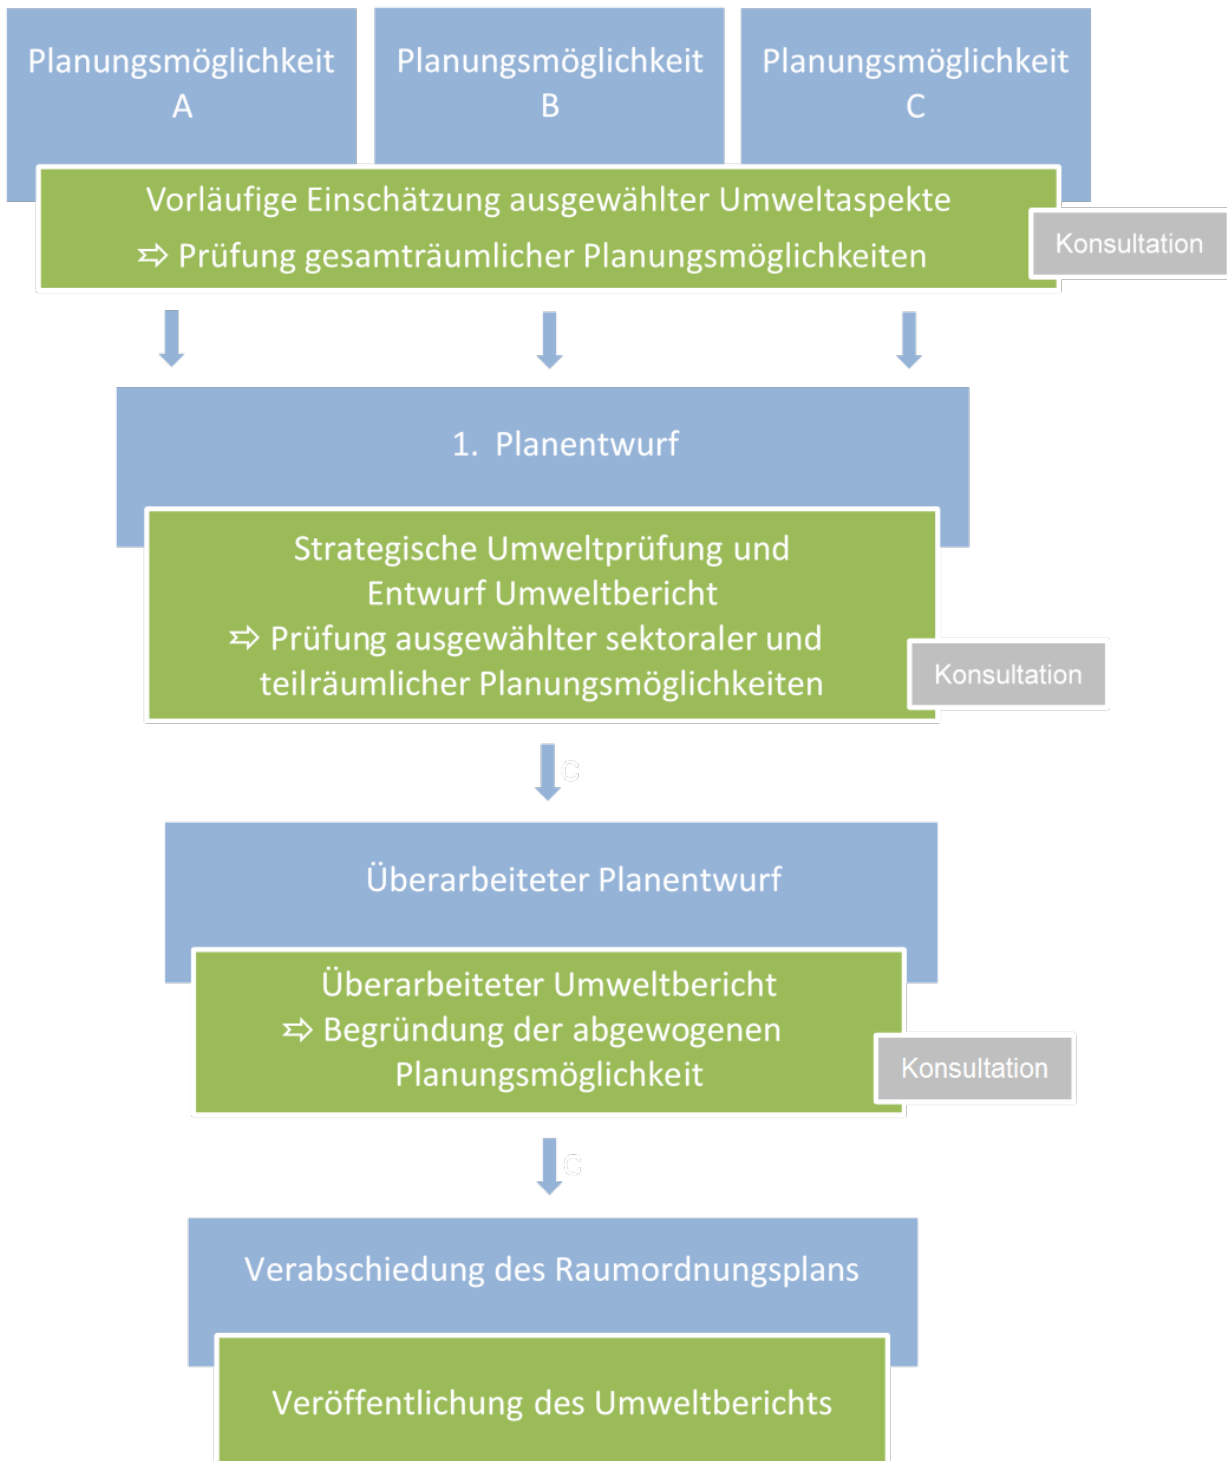 Planungsmöglichkeit
A
Planungsmöglichkeit
B
Planungsmöglichkeit
C
Vorläufige Einschätzung ausgewählter Umweltaspekte
⇨ Prüfung gesamträumlicher Planungsmöglichkeiten
Konsultation
1. Planentwurf
Strategische Umweltprüfung und
Entwurf Umweltbericht
⇨ Prüfung ausgewählter sektoraler und
teilräumlicher Planungsmöglichkeiten
Konsultation
C
Überarbeiteter Planentwurf
Überarbeiteter Umweltbericht
⇨ Begründung der abgewogenen
Planungsmöglichkeit
Konsultation
C
Verabschiedung des Raumordnungsplans
Veröffentlichung des Umweltberichts